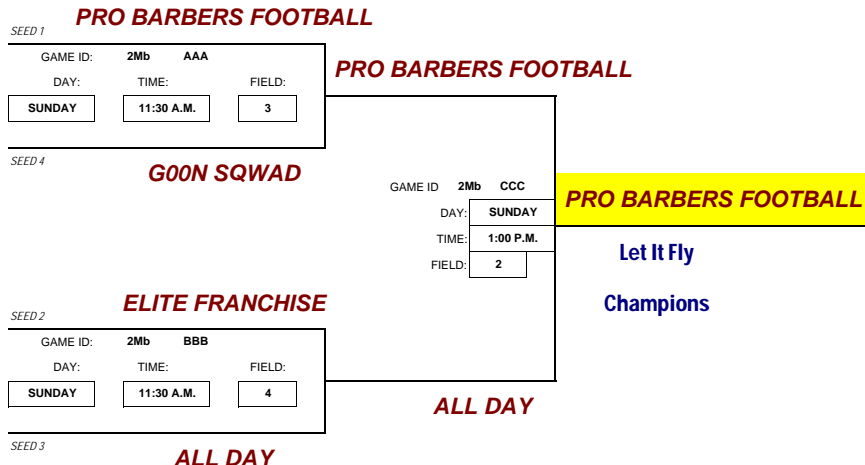 PRO BARBERS FOOTBALL
SEED 1
GAME ID: 2Mb AAA
DAY: TIME: FIELD:
SUNDAY 11:30 A.M. 3
SEED 4
G00N SQWAD
PRO BARBERS FOOTBALL
GAME ID 2Mb CCC
DAY: SUNDAY
TIME: 1:00 P.M.
FIELD: 2
PRO BARBERS FOOTBALL
Let It Fly
Champions
ELITE FRANCHISE
SEED 2
GAME ID: 2Mb BBB
DAY: TIME: FIELD:
SUNDAY 11:30 A.M. 4
SEED 3
ALL DAY
ALL DAY